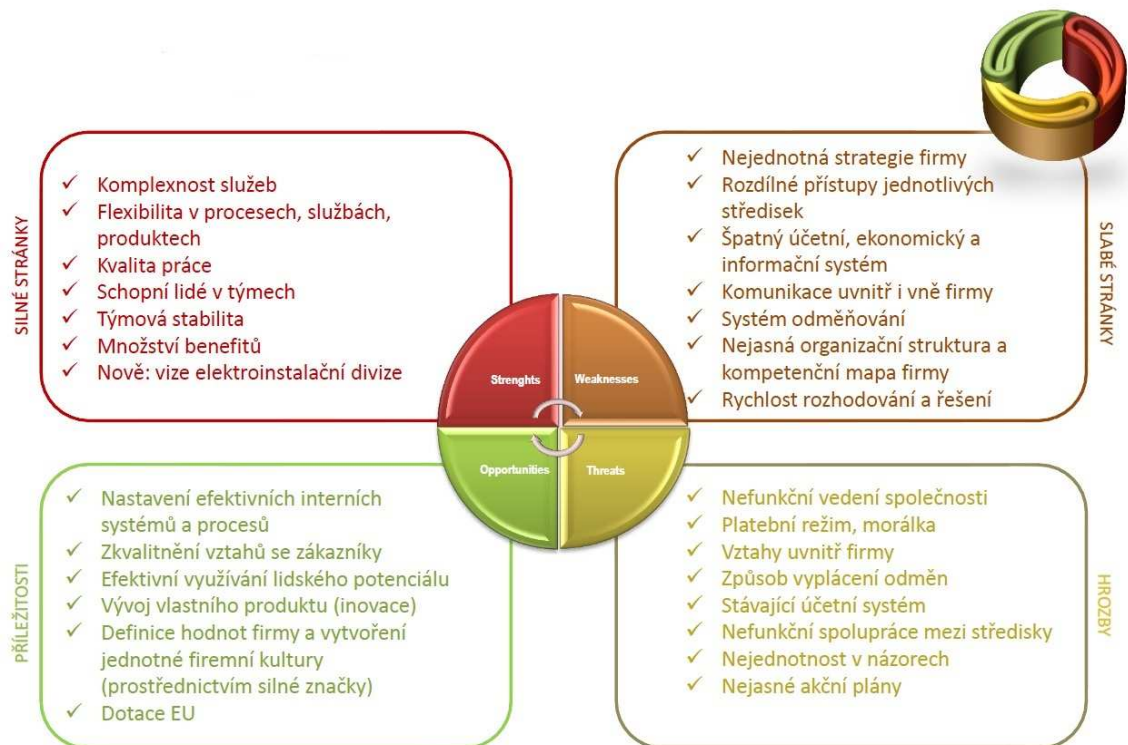 SILNÉ STRÁNKY
Komplexnost služeb
Flexibilita v procesech, službách,
produktech
Kvalita práce
Schopní lidé v týmech
Týmová stabilita
Množství benefitů
Nově: vize elektroinstalační divize
Nejednotná strategie firmy
Rozdílné přístupy jednotlivých
středisek
Špatný účetní, ekonomický a
informační systém
Komunikace uvnitř i vně firmy
Systém odměňování
Nejasná organizační struktura a
kompetenční mapa firmy
Rychlost rozhodování a řešení
SLABÉ STRÁNKY
Strenghts
Weaknesses
Opportunities
Threats
PŘÍLEŽITOSTI
Nastavení efektivních interních
systémů a procesů
Zkvalitnění vztahů se zákazníky
Efektivní využívání lidského potenciálu
Vývoj vlastního produktu (inovace)
Definice hodnot firmy a vytvoření
jednotné firemní kultury
(prostřednictvím silné značky)
Dotace EU
Nefunkční vedení společnosti
Platební režim, morálka
Vztahy uvnitř firmy
Způsob vyplácení odměn
Stávající účetní systém
Nefunkční spolupráce mezi středisky
Nejednotnost v názorech
Nejasné akční plány
HROZBY